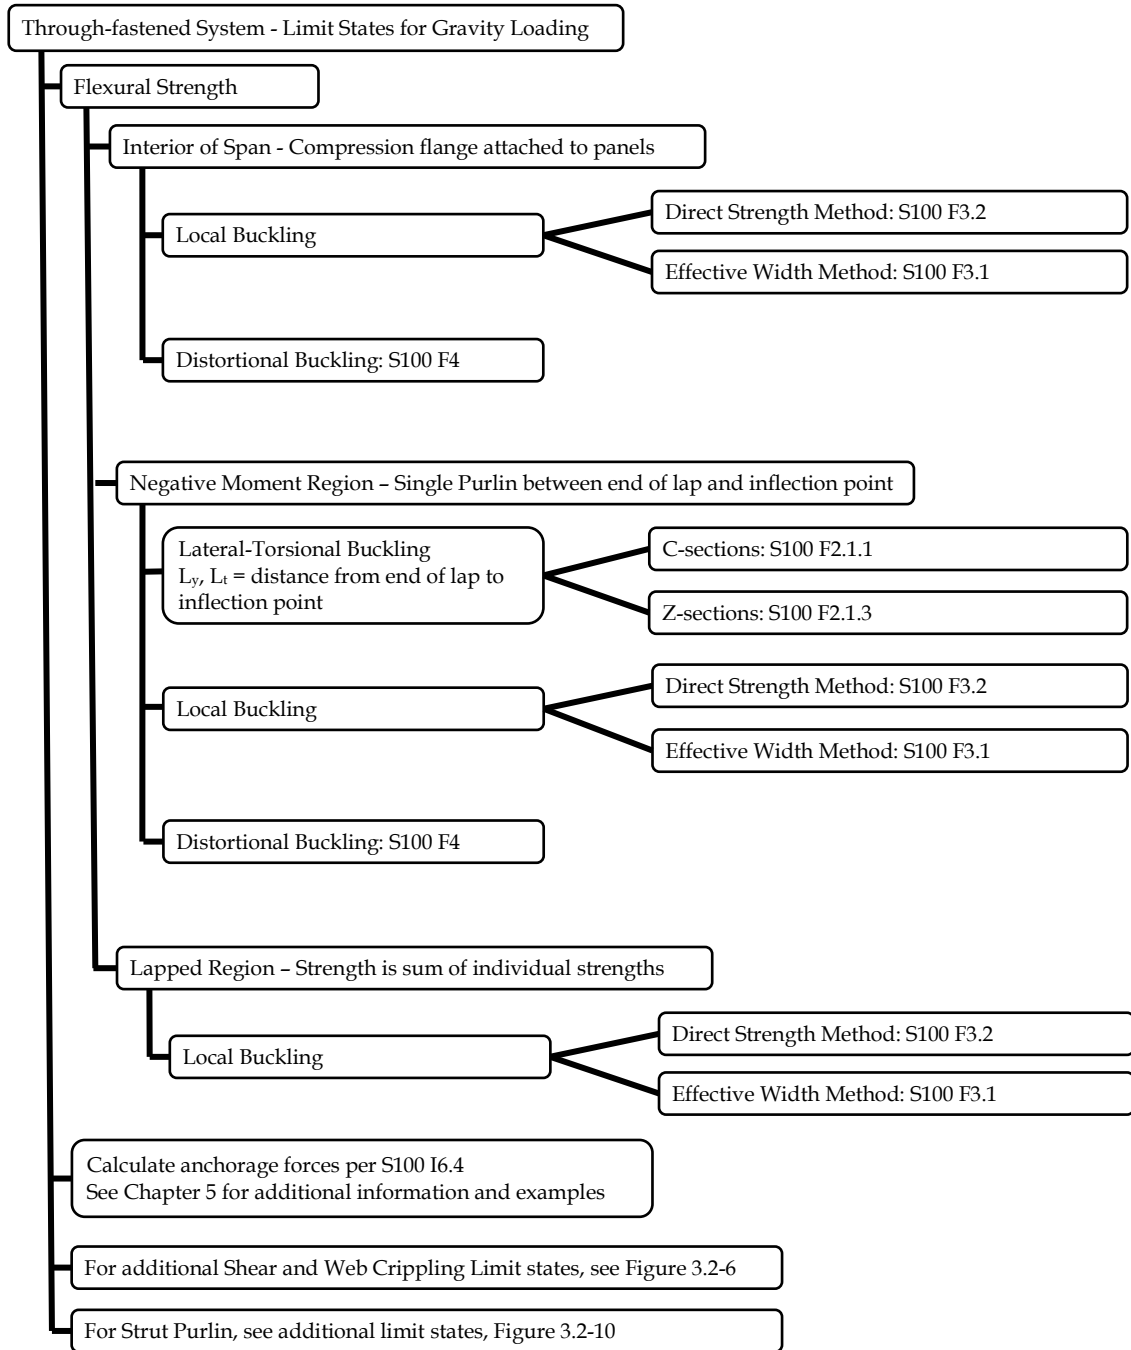 Through-fastened System - Limit States for Gravity Loading
Flexural Strength
Interior of Span - Compression flange attached to panels
Local Buckling
Direct Strength Method: S100 F3.2
Effective Width Method: S100 F3.1
Distortional Buckling: S100 F4
Negative Moment Region – Single Purlin between end of lap and inflection point
Lateral-Torsional Buckling
Ly, Lt = distance from end of lap to
inflection point
C-sections: S100 F2.1.1
Z-sections: S100 F2.1.3
Local Buckling
Direct Strength Method: S100 F3.2
Effective Width Method: S100 F3.1
Distortional Buckling: S100 F4
Lapped Region – Strength is sum of individual strengths
Local Buckling
Direct Strength Method: S100 F3.2
Effective Width Method: S100 F3.1
Calculate anchorage forces per S100 I6.4
See Chapter 5 for additional information and examples
For additional Shear and Web Crippling Limit states, see Figure 3.2-6
For Strut Purlin, see additional limit states, Figure 3.2-10